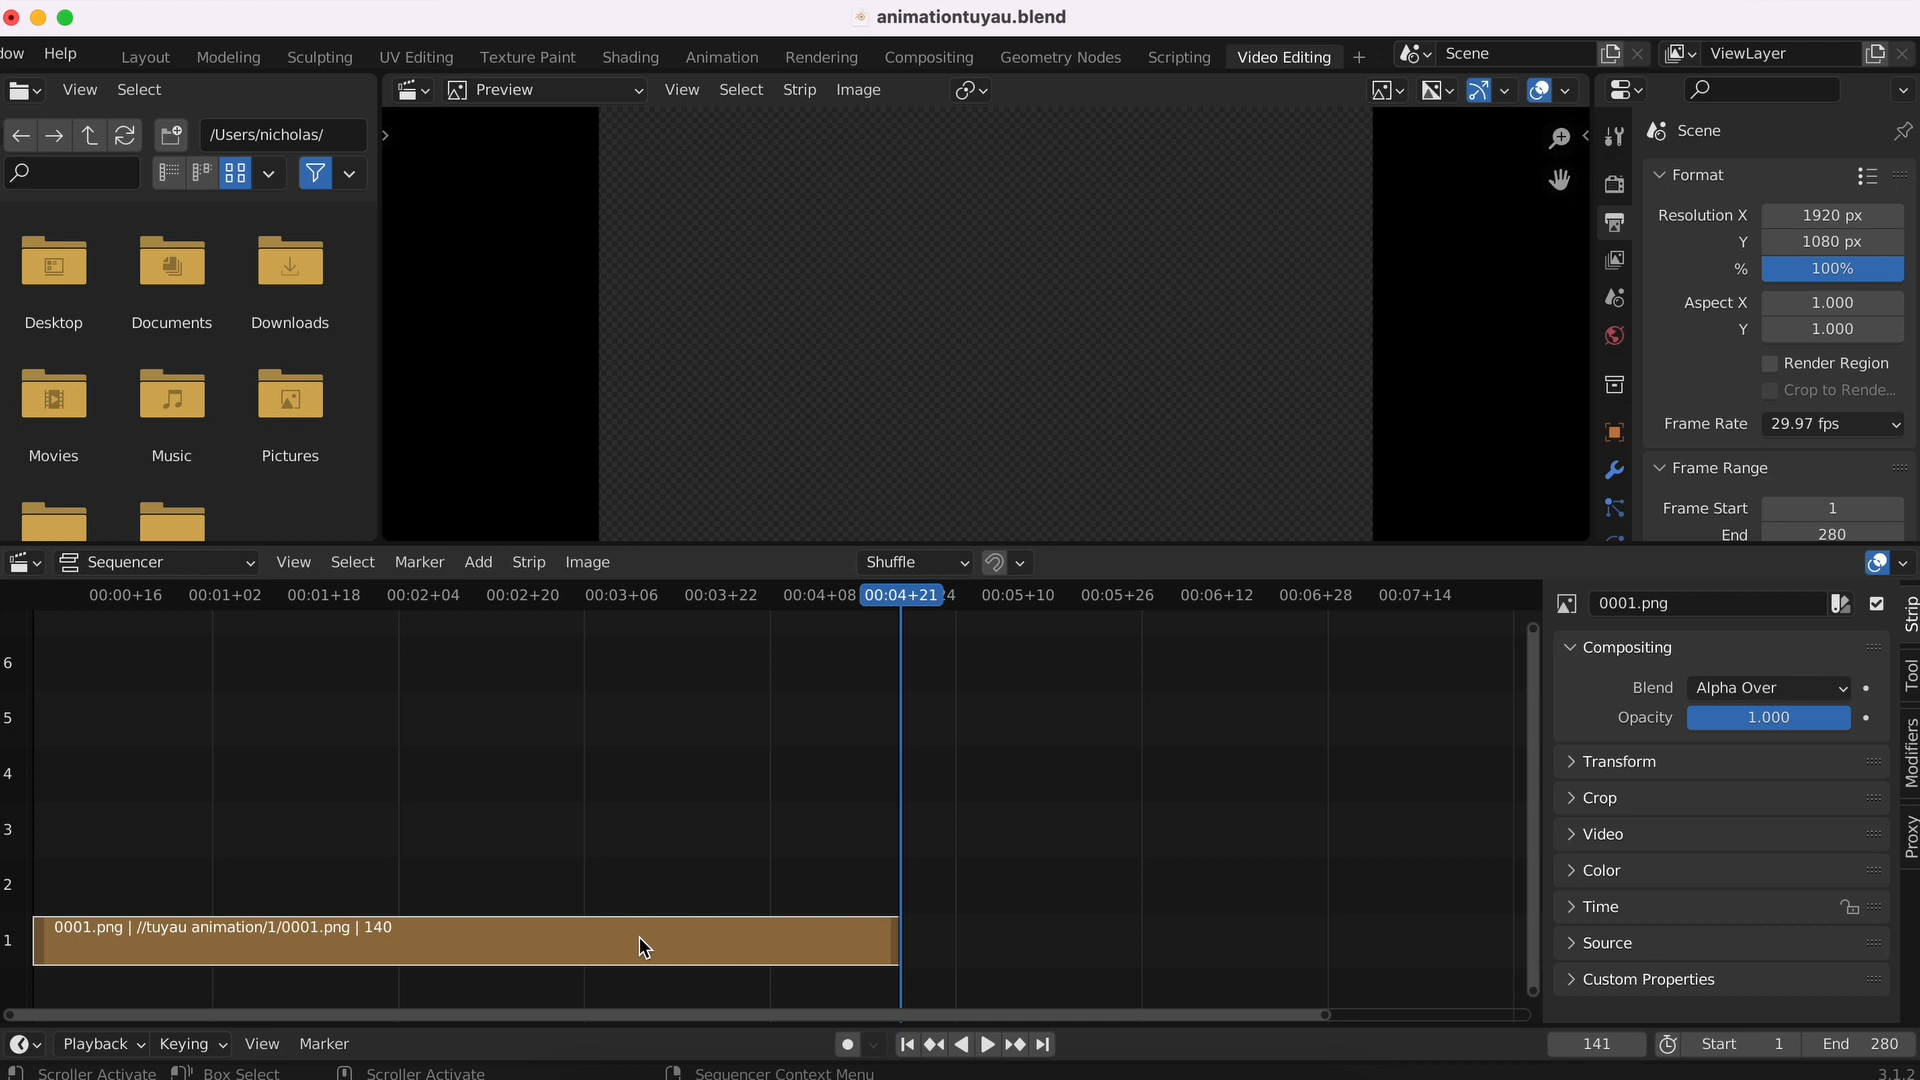 animationtuyau.blend
dow Help Layout Modeling Sculpting UV Editing Texture Paint Shading Animation Rendering Compositing Geometry Nodes Scripting Video Editing + Scene ViewLayer
View Select Preview View Select Strip Image
/Users/nicholas/
Scene
Format
Resolution X 1920 px
Y 1080 px
% 100%
Aspect X 1.000
Y 1.000
Render Region
Crop to Rende...
Frame Rate 29.97 fps
Frame Range
Frame Start 1
End 280
Desktop Documents Downloads
Movies Music Pictures
Sequencer View Select Marker Add Strip Image Shuffle
00:00+16 00:01+02 00:01+18 00:02+04 00:02+20 00:03+06 00:03+22 00:04+08 00:04+21 4 00:05+10 00:05+26 00:06+12 00:06+28 00:07+14
6
5
4
3
2
1
0001.png | //tuyau animation/1/0001.png | 140
0001.png
Compositing
Blend Alpha Over
Opacity 1.000
Transform
Crop
Video
Color
Time
Source
Custom Properties
Strip
Tool
Modifiers
Proxy
Playback Keying View Marker 141 Start 1 End 280
Scroller Activate Box Select Scroller Activate Sequencer Context Menu 3.1.2